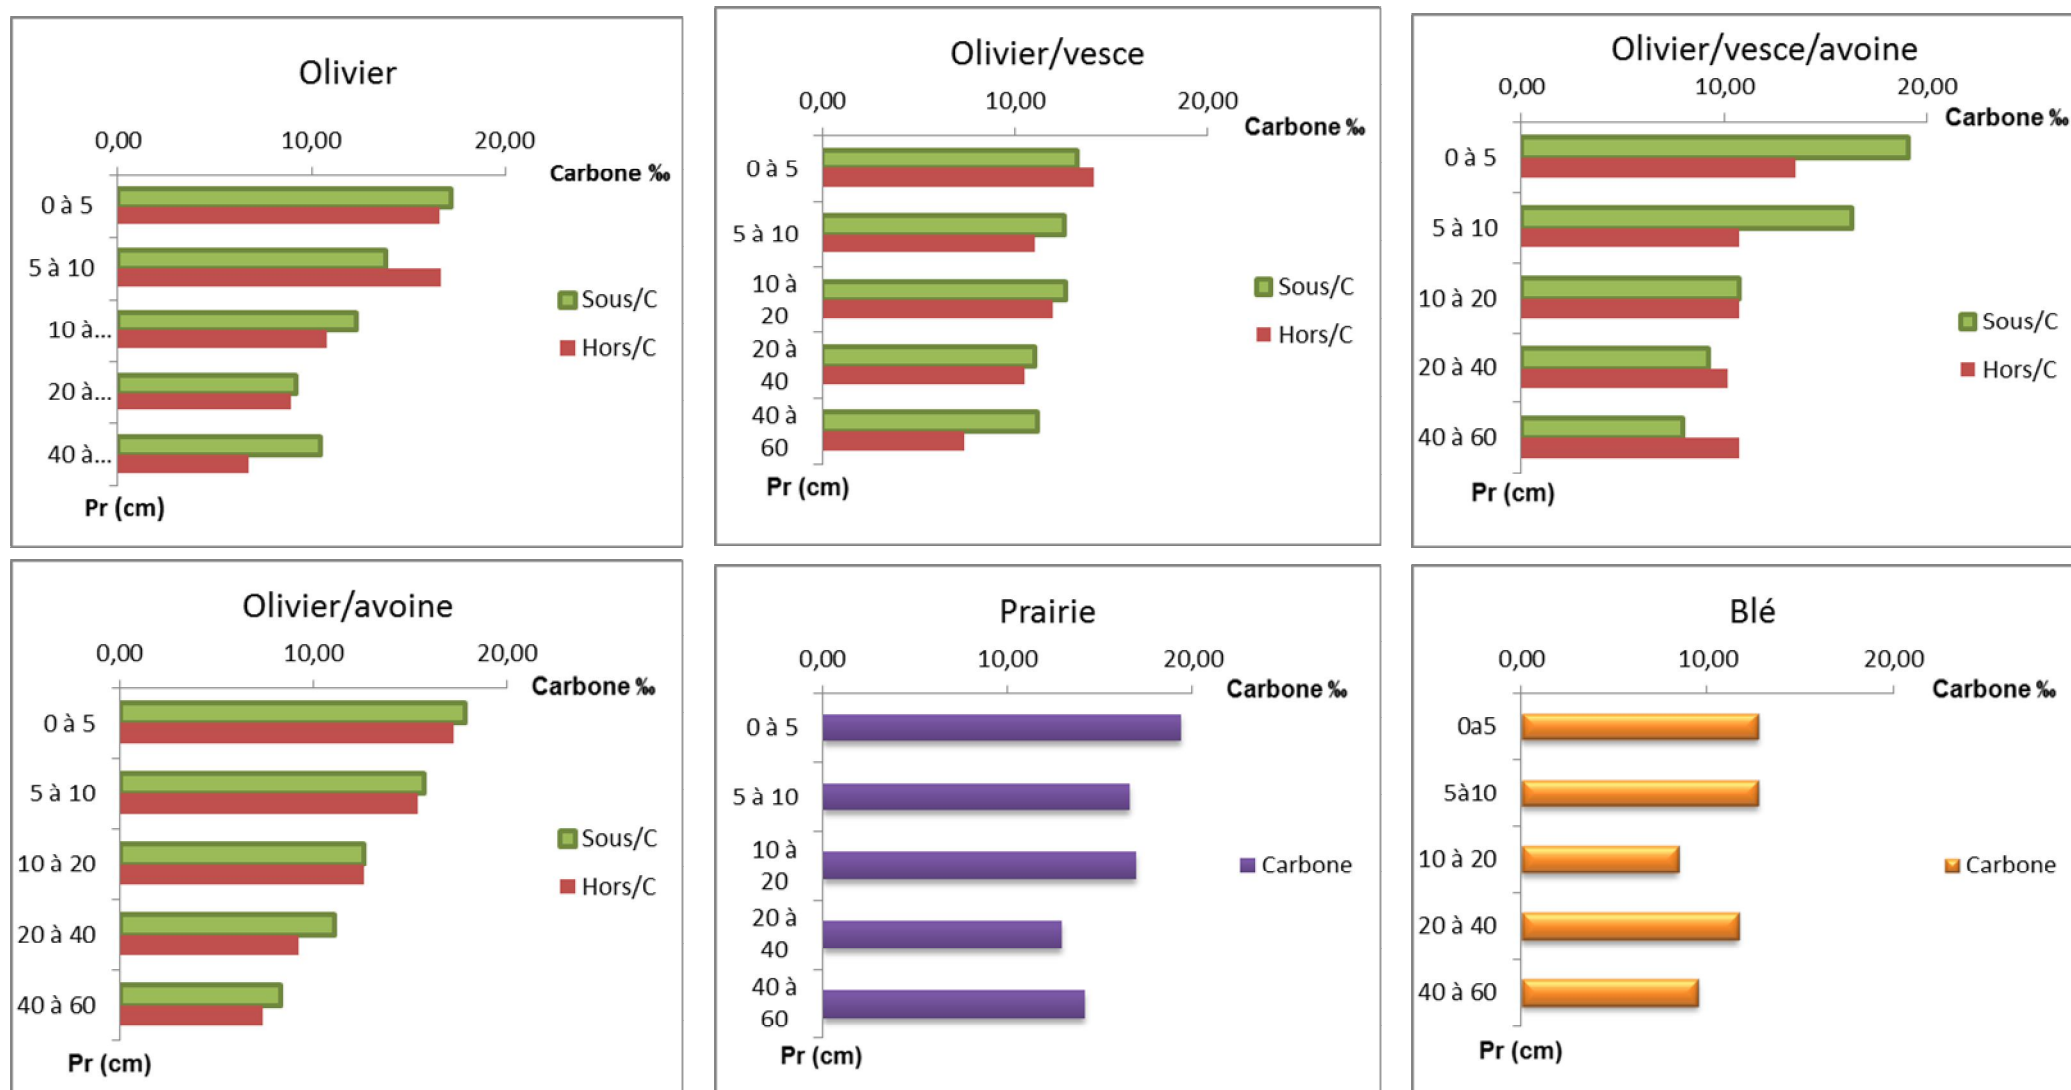 Olivier
0,00 10,00 20,00
Carbone ‰
0 à 5
5 à 10
10 à...
20 à...
40 à...
Pr (cm)
Sous/C
Hors/C
Olivier/vesce
0,00 10,00 20,00
Carbone ‰
0 à 5
5 à 10
10 à
20
20 à
40
40 à
60
Pr (cm)
Sous/C
Hors/C
Olivier/vesce/avoine
0,00 10,00 20,00
Carbone ‰
0 à 5
5 à 10
10 à 20
20 à 40
40 à 60
Pr (cm)
Sous/C
Hors/C
Olivier/avoine
0,00 10,00 20,00
Carbone ‰
0 à 5
5 à 10
10 à 20
20 à 40
40 à 60
Pr (cm)
Sous/C
Hors/C
Prairie
0,00 10,00 20,00
Carbone ‰
0 à 5
5 à 10
10 à
20
20 à
40
40 à
60
Pr (cm)
Carbone
Blé
0,00 10,00 20,00
Carbone ‰
0a5
5à10
10 à 20
20 à 40
40 à 60
Pr (cm)
Carbone